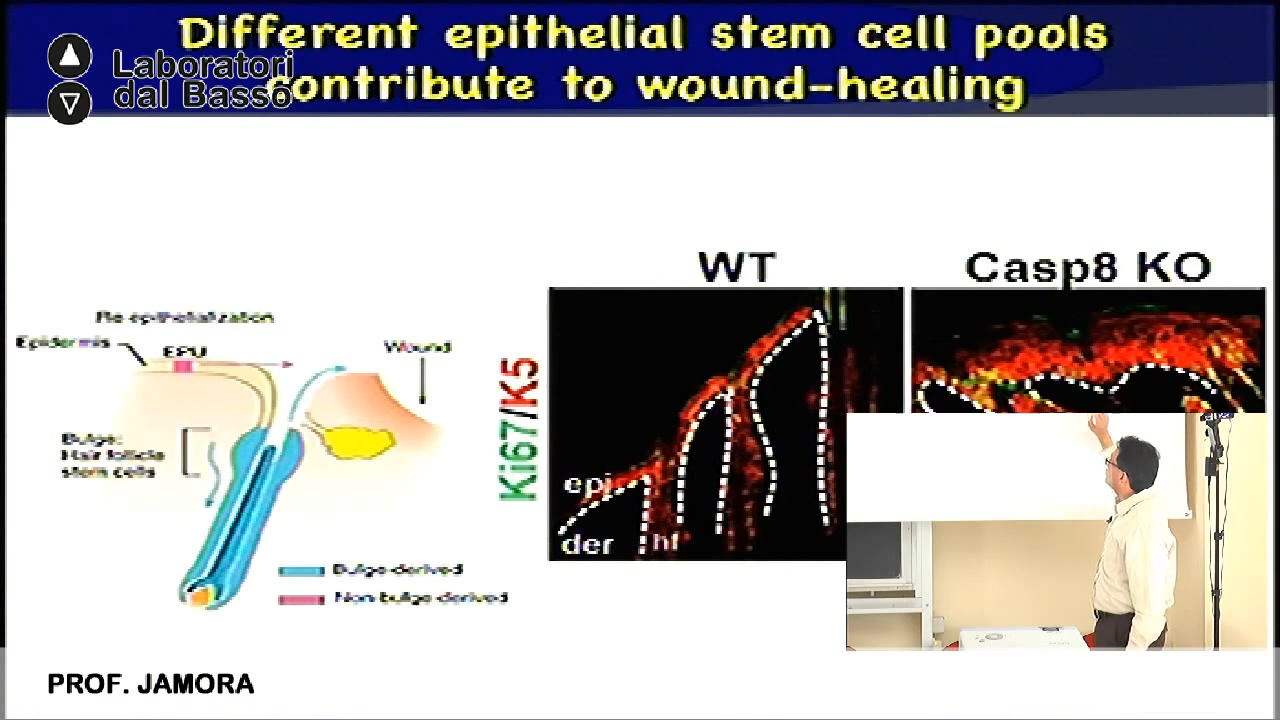 Different epithelial stem cell pools
contribute to wound-healing
Laboratori
dal Basso
WT
Casp8 KO
Re-epithelialization
Epidermis
EPU
Wound
Bulge:
Hair follicle
stem cells
Bulge-derived
Non-bulge-derived
Ki67/K5
epi
der
hf
PROF. JAMORA